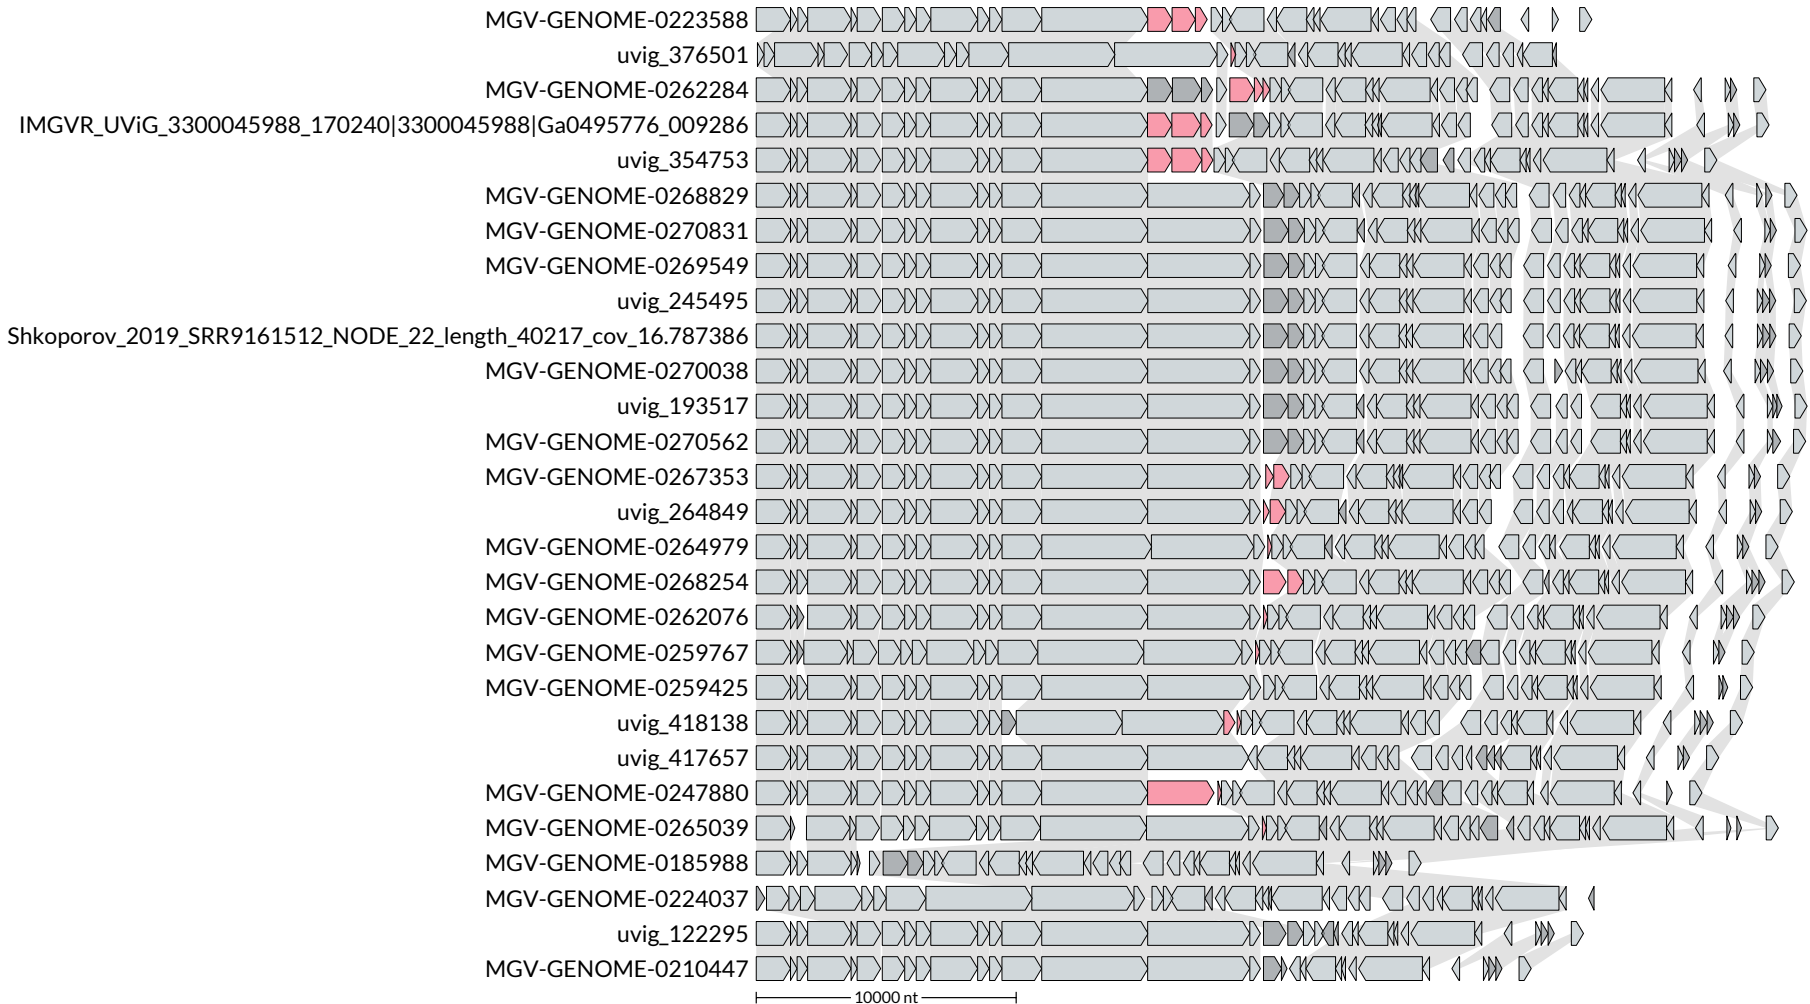 MGV-GENOME-0223588
uvig_376501
MGV-GENOME-0262284
IMGVR_UViG_3300045988_170240|3300045988|Ga0495776_009286
uvig_354753
MGV-GENOME-0268829
MGV-GENOME-0270831
MGV-GENOME-0269549
uvig_245495
Shkoporov_2019_SRR9161512_NODE_22_length_40217_cov_16.787386
MGV-GENOME-0270038
uvig_193517
MGV-GENOME-0270562
MGV-GENOME-0267353
uvig_264849
MGV-GENOME-0264979
MGV-GENOME-0268254
MGV-GENOME-0262076
MGV-GENOME-0259767
MGV-GENOME-0259425
uvig_418138
uvig_417657
MGV-GENOME-0247880
MGV-GENOME-0265039
MGV-GENOME-0185988
MGV-GENOME-0224037
uvig_122295
MGV-GENOME-0210447
10000 nt